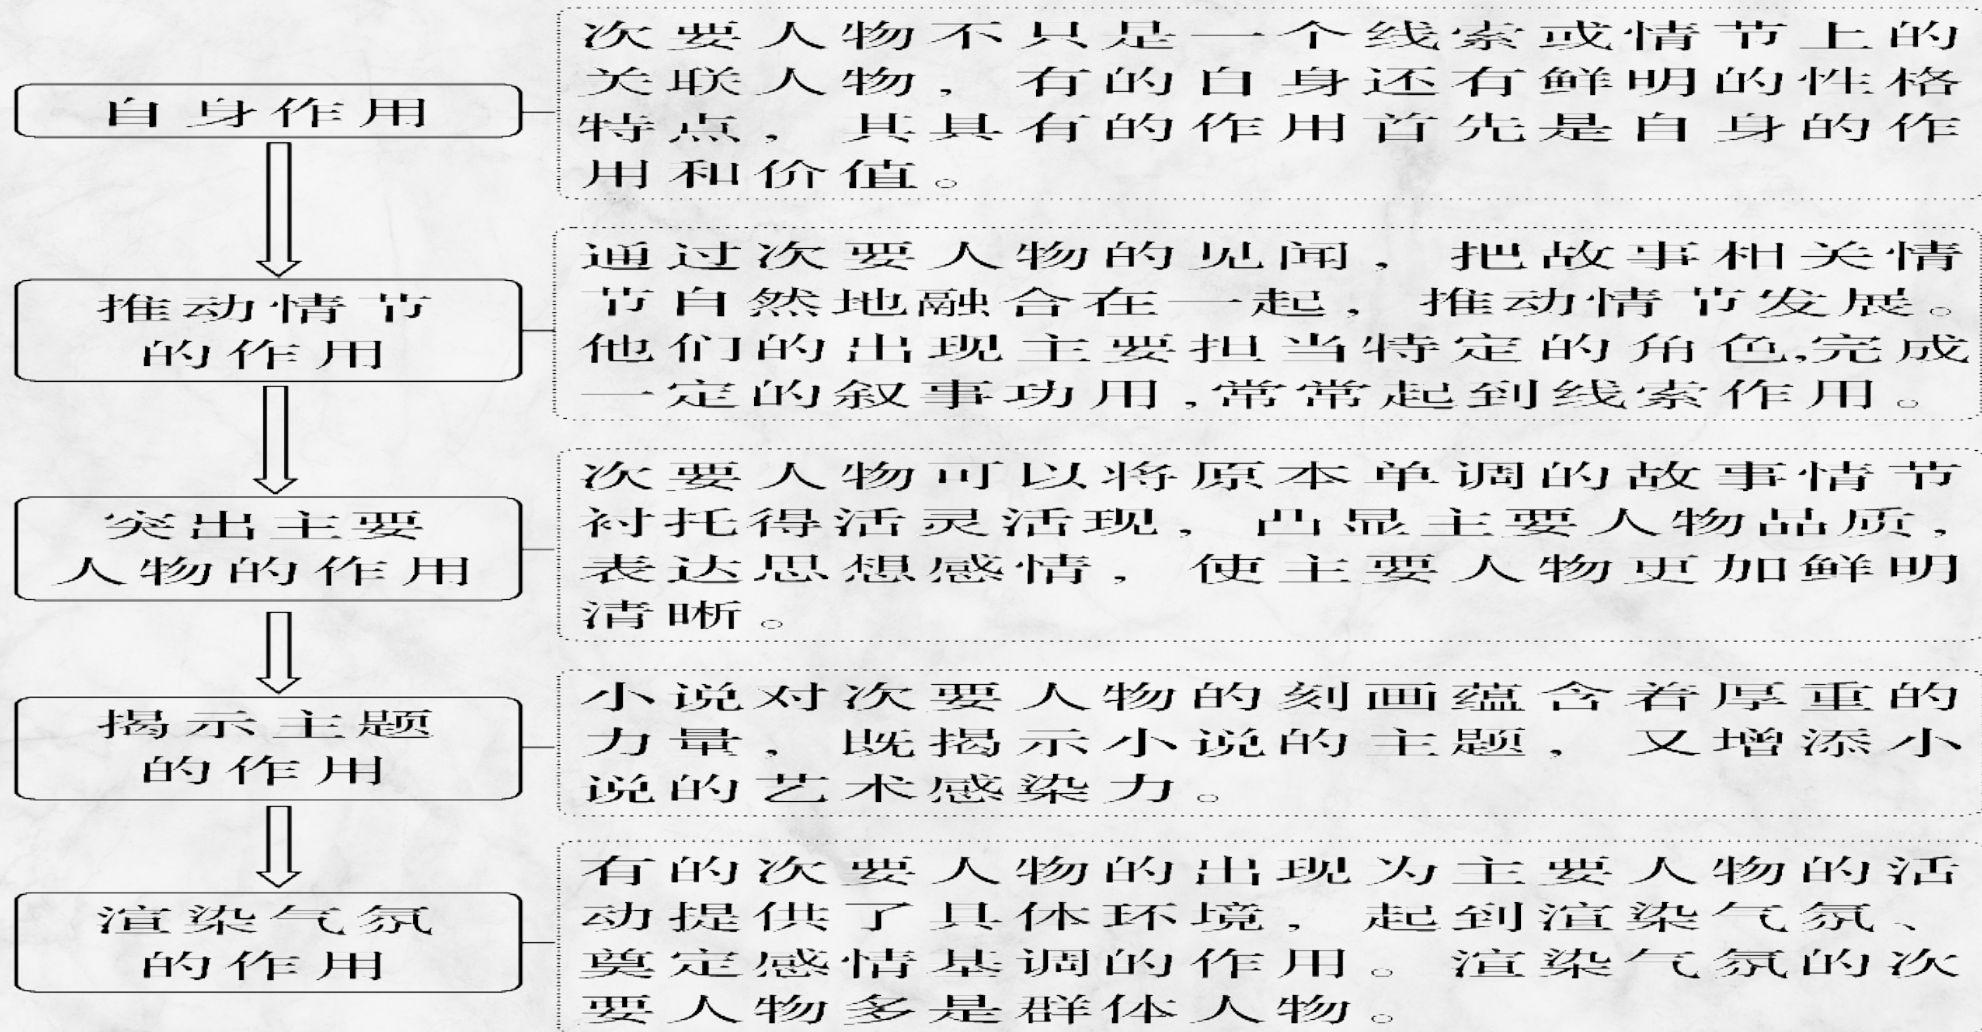 自身作用
次要人物不只是一个线索或情节上的
关联人物，有的自身还有鲜明的性格
特点，其具有的作用首先是自身的作
用和价值。
推动情节
的作用
通过次要人物的见闻，把故事相关情
节自然地融合在一起，推动情节发展。
他们的出现主要担当特定的角色,完成
一定的叙事功用,常常起到线索作用。
突出主要
人物的作用
次要人物可以将原本单调的故事情节
衬托得活灵活现，凸显主要人物品质，
表达思想感情，使主要人物更加鲜明
清晰。
揭示主题
的作用
小说对次要人物的刻画蕴含着厚重的
力量，既揭示小说的主题，又增添小
说的艺术感染力。
渲染气氛
的作用
有的次要人物的出现为主要人物的活
动提供了具体环境，起到渲染气氛、
奠定感情基调的作用。渲染气氛的次
要人物多是群体人物。